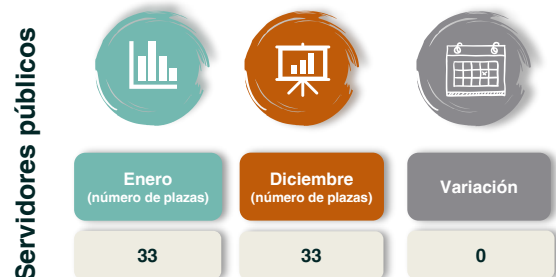 Servidores públicos
Enero
(número de plazas)
Diciembre
(número de plazas)
Variación
33
33
0